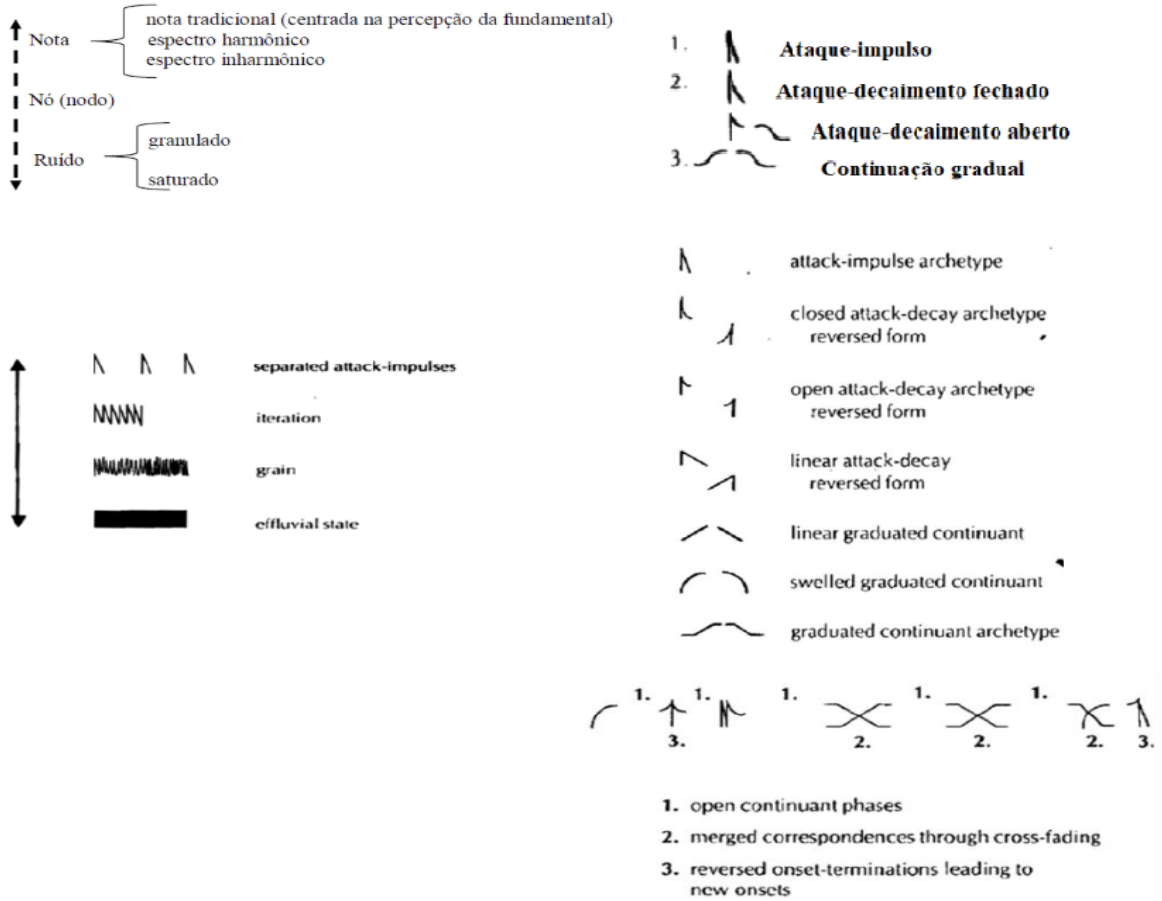 Nota
nota tradicional (centrada na percepção da fundamental)
espectro harmônico
espectro inharmônico
Nó (nodo)
Ruído
granulado
saturado
1. Ataque-impulso
2. Ataque-decaimento fechado
Ataque-decaimento aberto
3. Continuação gradual
separated attack-impulses
iteration
grain
effluvial state
attack-impulse archetype
closed attack-decay archetype
reversed form
open attack-decay archetype
reversed form
linear attack-decay
reversed form
linear graduated continuant
swelled graduated continuant
graduated continuant archetype
1. 1. 1. 1. 1.
3. 2. 2. 2. 3.
1. open continuant phases
2. merged correspondences through cross-fading
3. reversed onset-terminations leading to
new onsets